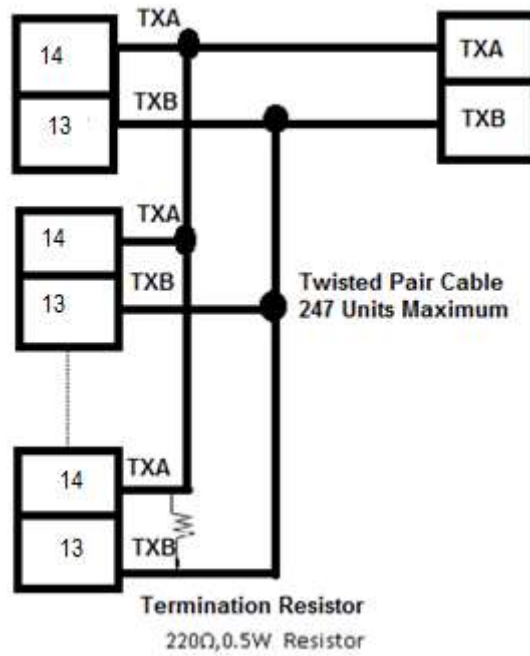 TXA
14
TXA
TXB
13
TXB
TXA
14
TXB
13
Twisted Pair Cable
247 Units Maximum
TXA
14
TXB
13
Termination Resistor
220Ω,0.5W Resistor